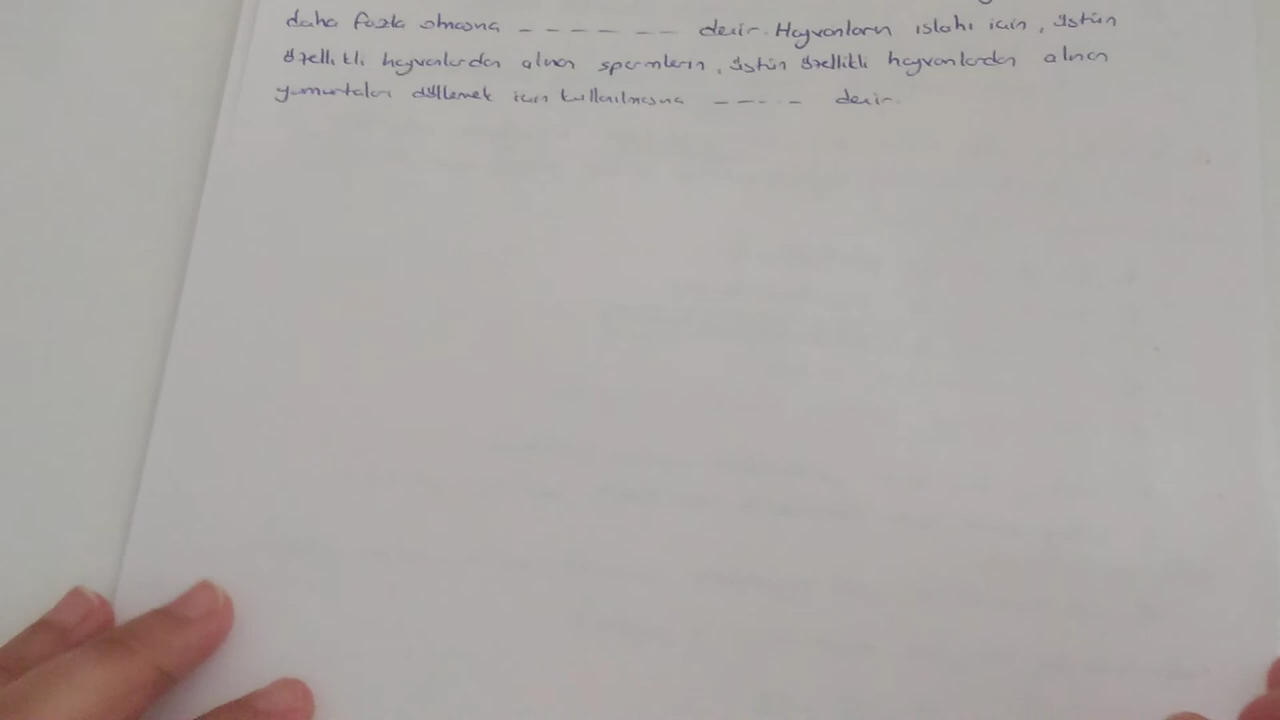 daha fazla olmasına - - - - - - - denir. Hayvanların ıslahı için, üstün
özellikli hayvanlardan alınan spermlerin, üstün özellikli hayvanlardan alınan
yumurtaları döllemek için kullanılmasına - - - - - denir.